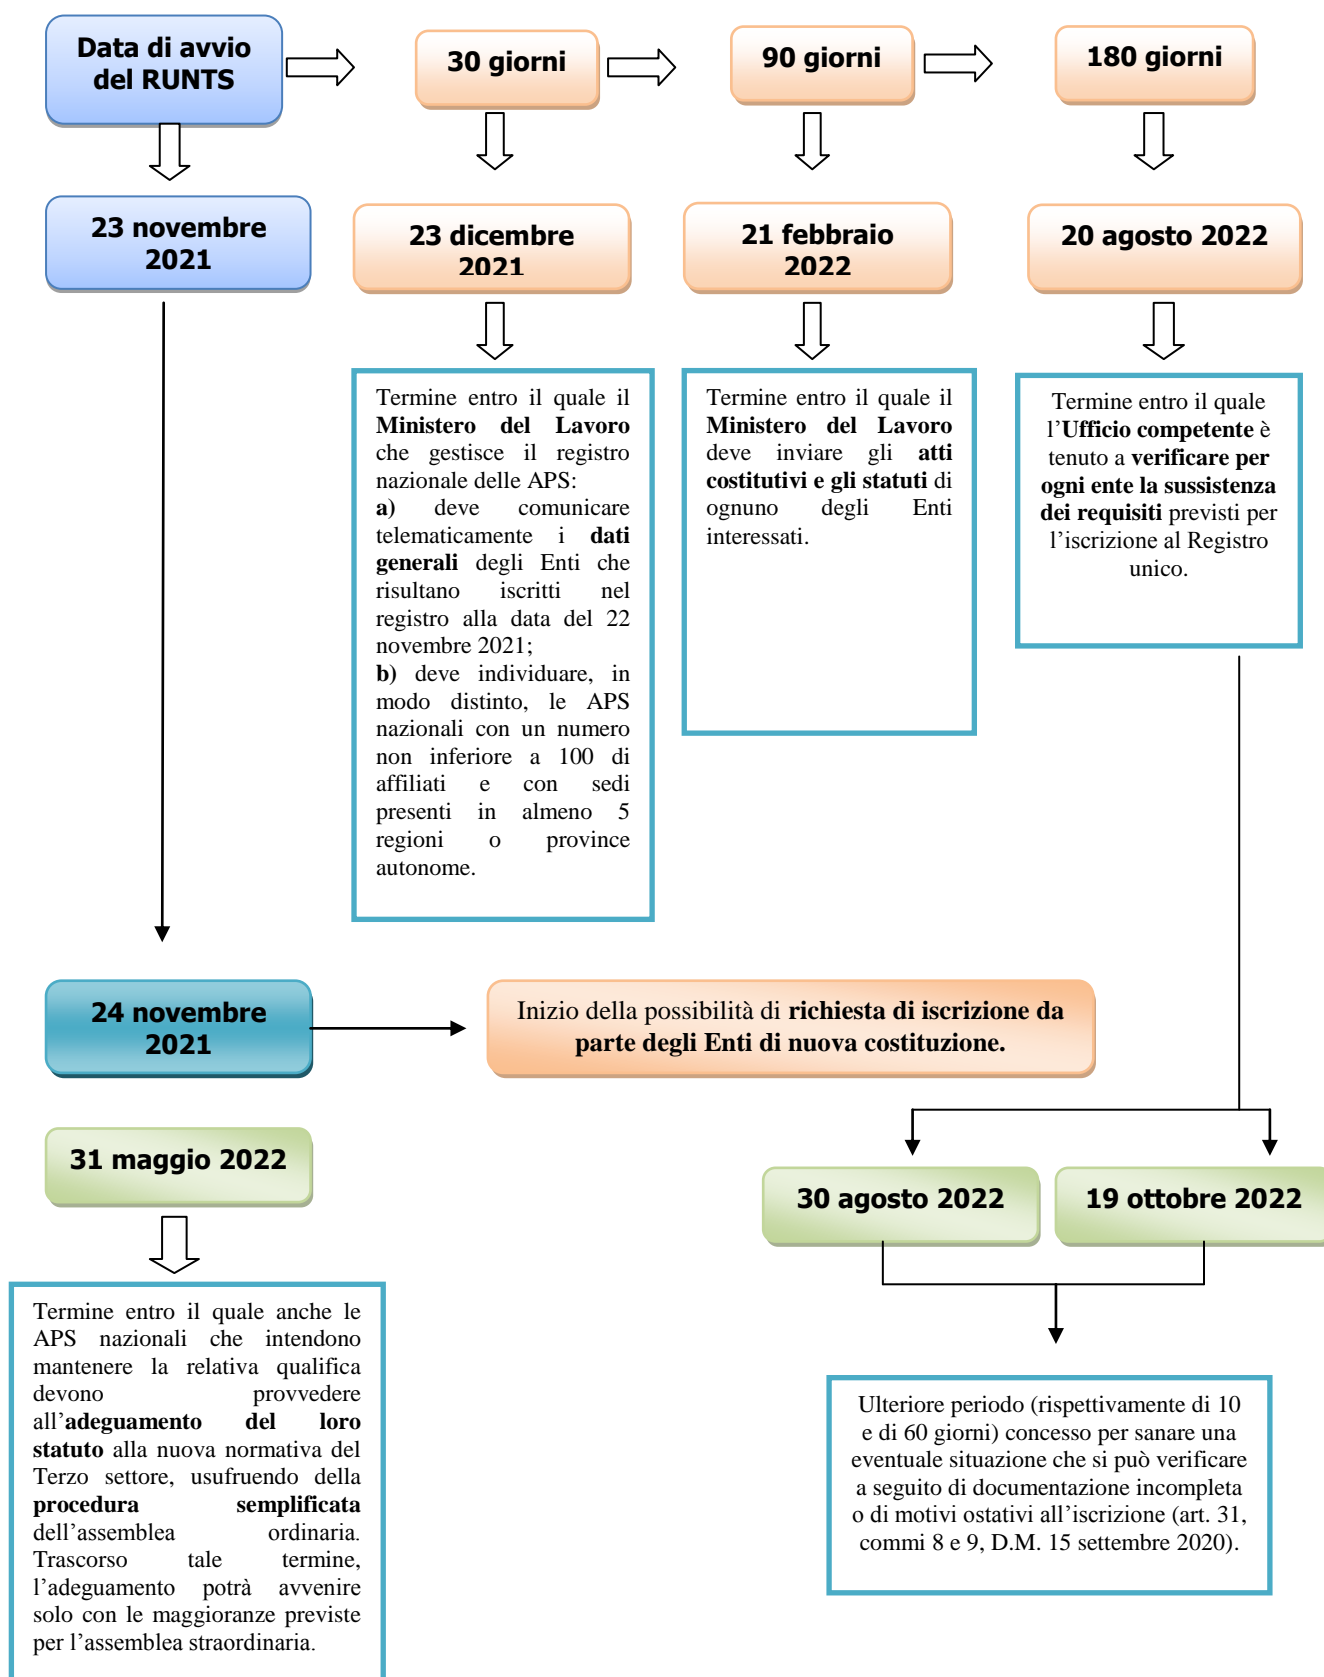 Data di avvio
del RUNTS
30 giorni
90 giorni
180 giorni
23 novembre
2021
23 dicembre
2021
21 febbraio
2022
20 agosto 2022
Termine entro il quale il
Ministero del Lavoro
che gestisce il registro
nazionale delle APS:
a) deve comunicare
telematicamente i dati
generali degli Enti che
risultano iscritti nel
registro alla data del 22
novembre 2021;
b) deve individuare, in
modo distinto, le APS
nazionali con un numero
non inferiore a 100 di
affiliati e con sedi
presenti in almeno 5
regioni o province
autonome.
Termine entro il quale il
Ministero del Lavoro
deve inviare gli atti
costitutivi e gli statuti di
ognuno degli Enti
interessati.
Termine entro il quale
l’Ufficio competente è
tenuto a verificare per
ogni ente la sussistenza
dei requisiti previsti per
l’iscrizione al Registro
unico.
24 novembre
2021
Inizio della possibilità di richiesta di iscrizione da
parte degli Enti di nuova costituzione.
31 maggio 2022
30 agosto 2022
19 ottobre 2022
Termine entro il quale anche le
APS nazionali che intendono
mantenere la relativa qualifica
devono provvedere
all’adeguamento del loro
statuto alla nuova normativa del
Terzo settore, usufruendo della
procedura semplificata
dell’assemblea ordinaria.
Trascorso tale termine,
l’adeguamento potrà avvenire
solo con le maggioranze previste
per l’assemblea straordinaria.
Ulteriore periodo (rispettivamente di 10
e di 60 giorni) concesso per sanare una
eventuale situazione che si può verificare
a seguito di documentazione incompleta
o di motivi ostativi all’iscrizione (art. 31,
commi 8 e 9, D.M. 15 settembre 2020).